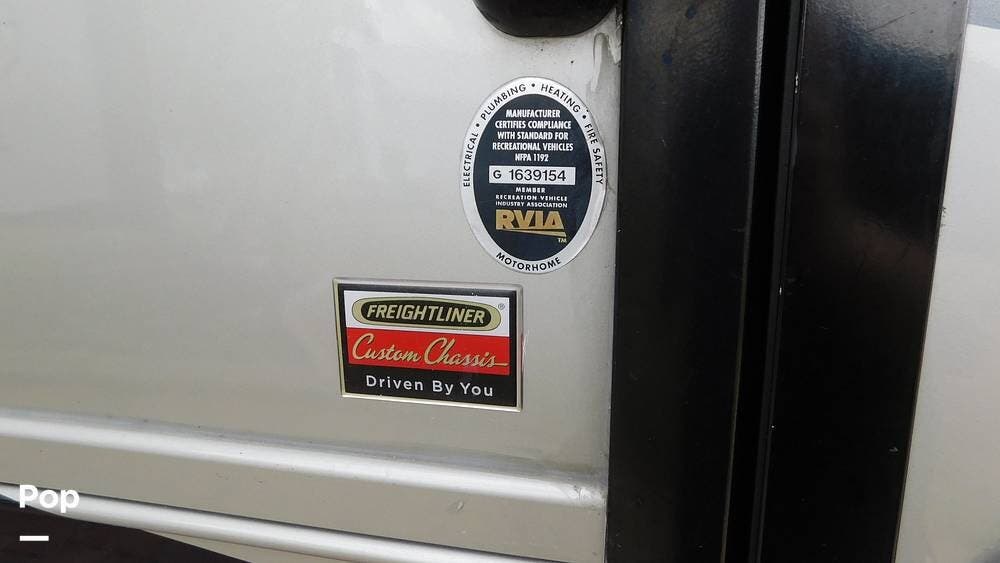 ELECTRICAL • PLUMBING • HEATING • FIRE SAFETY
MANUFACTURER
CERTIFIES COMPLIANCE
WITH STANDARD FOR
RECREATIONAL VEHICLES
NFPA 1192
G 1639154
MEMBER
RECREATION VEHICLE
INDUSTRY ASSOCIATION
RVIA
TM
MOTORHOME
FREIGHTLINER ®
Custom Chassis
Driven By You
Pop